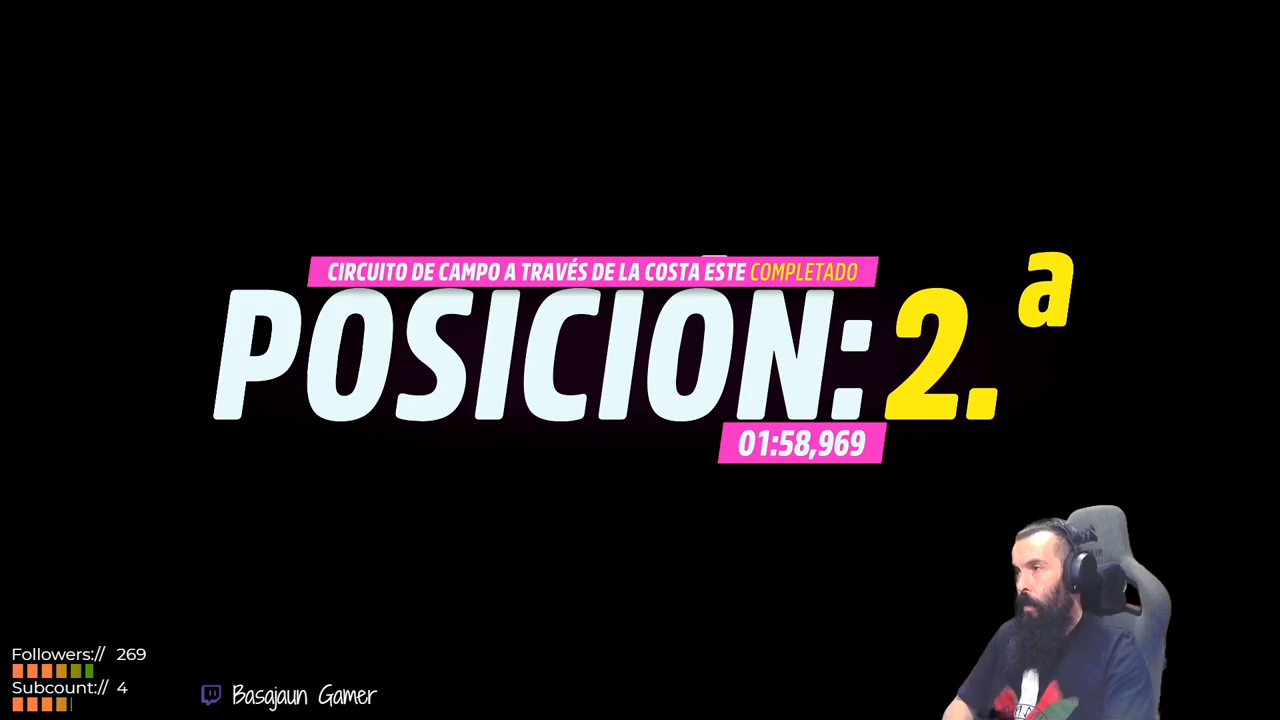 CIRCUITO DE CAMPO A TRAVÉS DE LA COSTA ESTE COMPLETADO
POSICION: 2.ª
01:58,969
Followers:// 269
Subcount:// 4
Basajaun Gamer